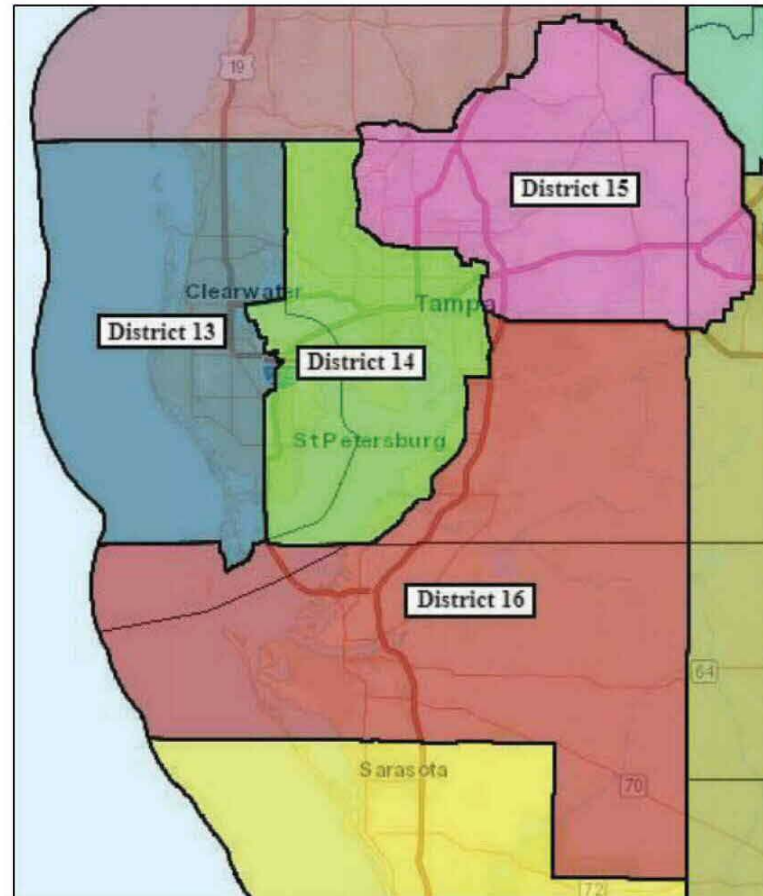 19
District 15
Clearwater
Tampa
District 13
District 14
St Petersburg
District 16
64
Sarasota
70
72